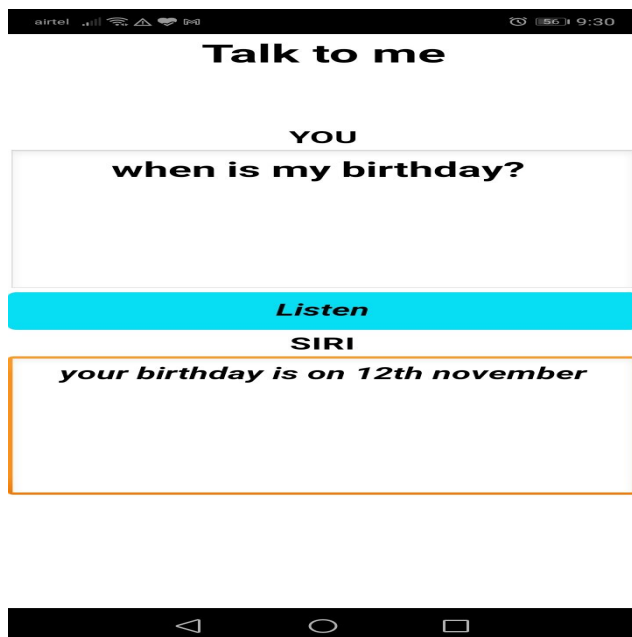 airtel 56 9:30
Talk to me
YOU
when is my birthday?
Listen
SIRI
your birthday is on 12th november